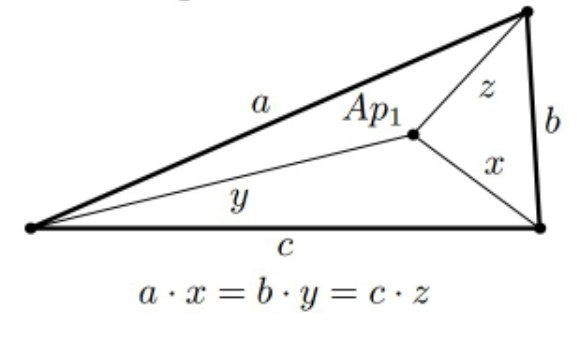 a
z
Ap₁
b
x
y
c
a · x = b · y = c · z